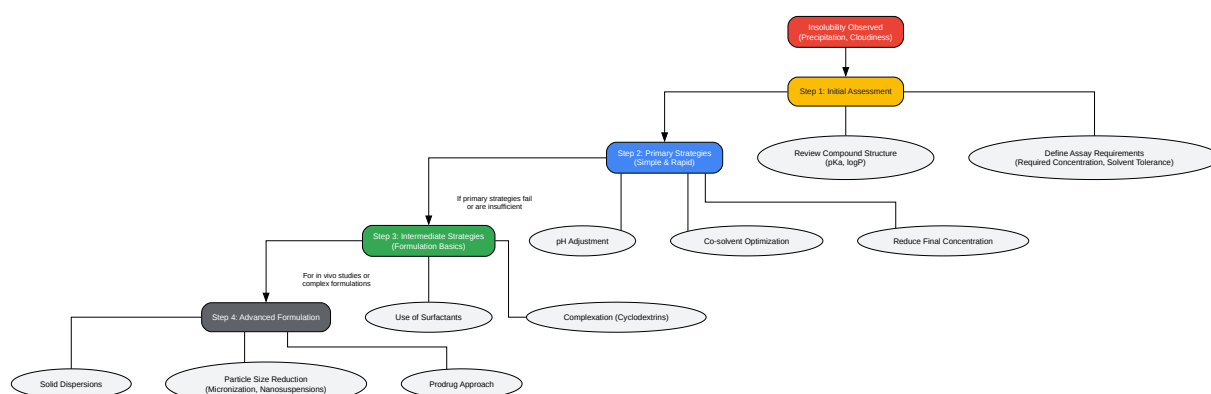 Insolubility Observed
(Precipitation, Cloudiness)
Step 1: Initial Assessment
Step 2: Primary Strategies
(Simple & Rapid)
Review Compound Structure
(pKa, logP)
Define Assay Requirements
(Required Concentration, Solvent Tolerance)
If primary strategies fail
or are insufficient
Step 3: Intermediate Strategies
(Formulation Basics)
pH Adjustment
Co-solvent Optimization
Reduce Final Concentration
For in vivo studies or
complex formulations
Step 4: Advanced Formulation
Use of Surfactants
Complexation (Cyclodextrins)
Solid Dispersions
Particle Size Reduction
(Micronization, Nanosuspensions)
Prodrug Approach